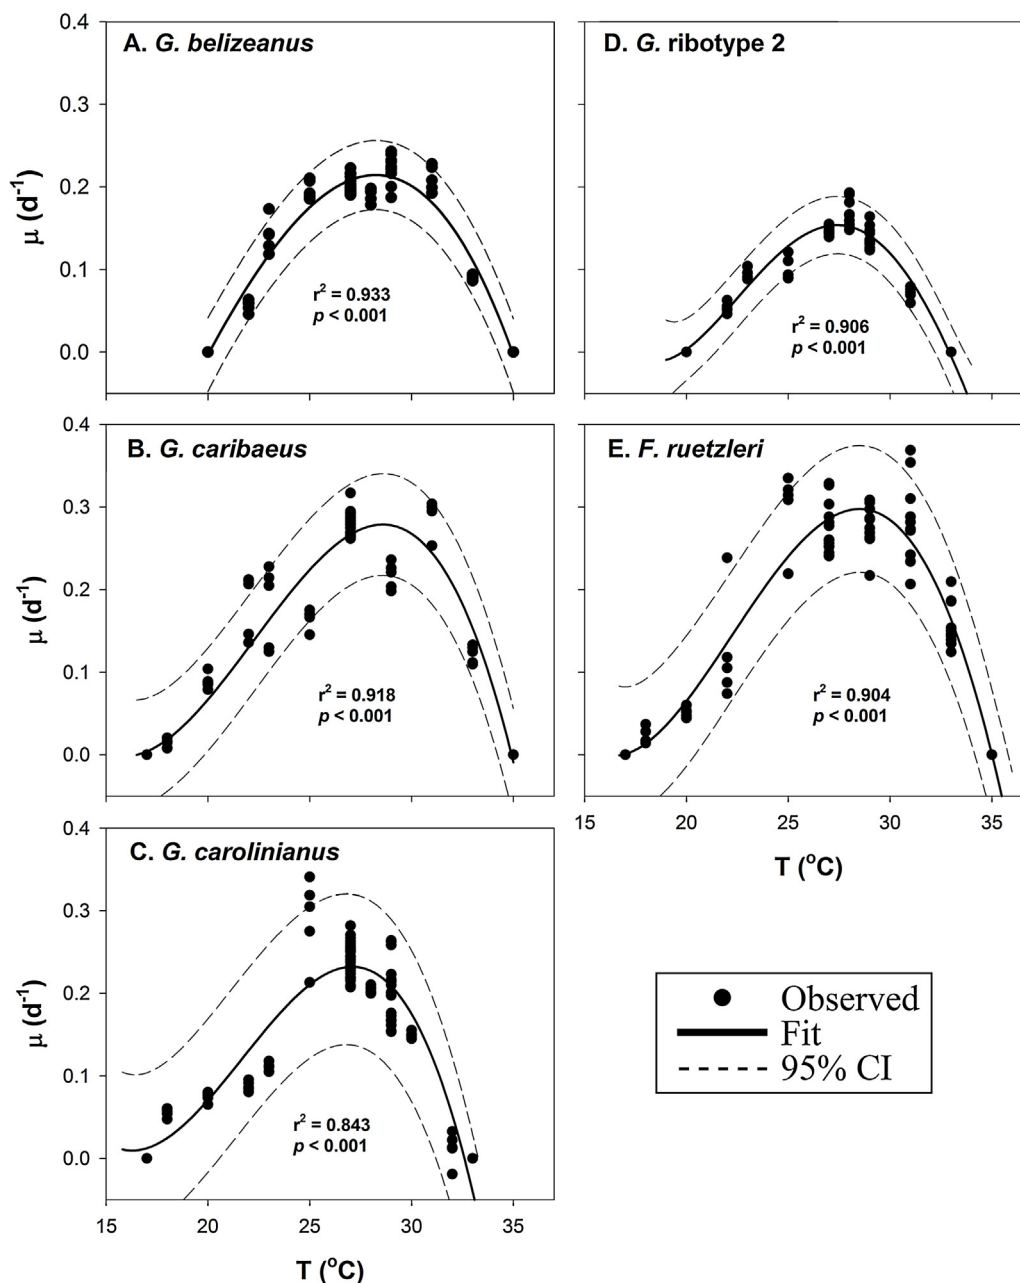 A. G. belizeanus
0.4
0.3
0.2
0.1
0.0
μ (d⁻¹)
r² = 0.933
p < 0.001
D. G. ribotype 2
r² = 0.906
p < 0.001
B. G. caribaeus
0.4
0.3
0.2
0.1
0.0
μ (d⁻¹)
r² = 0.918
p < 0.001
E. F. ruetzleri
r² = 0.904
p < 0.001
15 20 25 30 35
T (°C)
C. G. carolinianus
0.4
0.3
0.2
0.1
0.0
μ (d⁻¹)
r² = 0.843
p < 0.001
15 20 25 30 35
T (°C)
Observed
Fit
95% CI